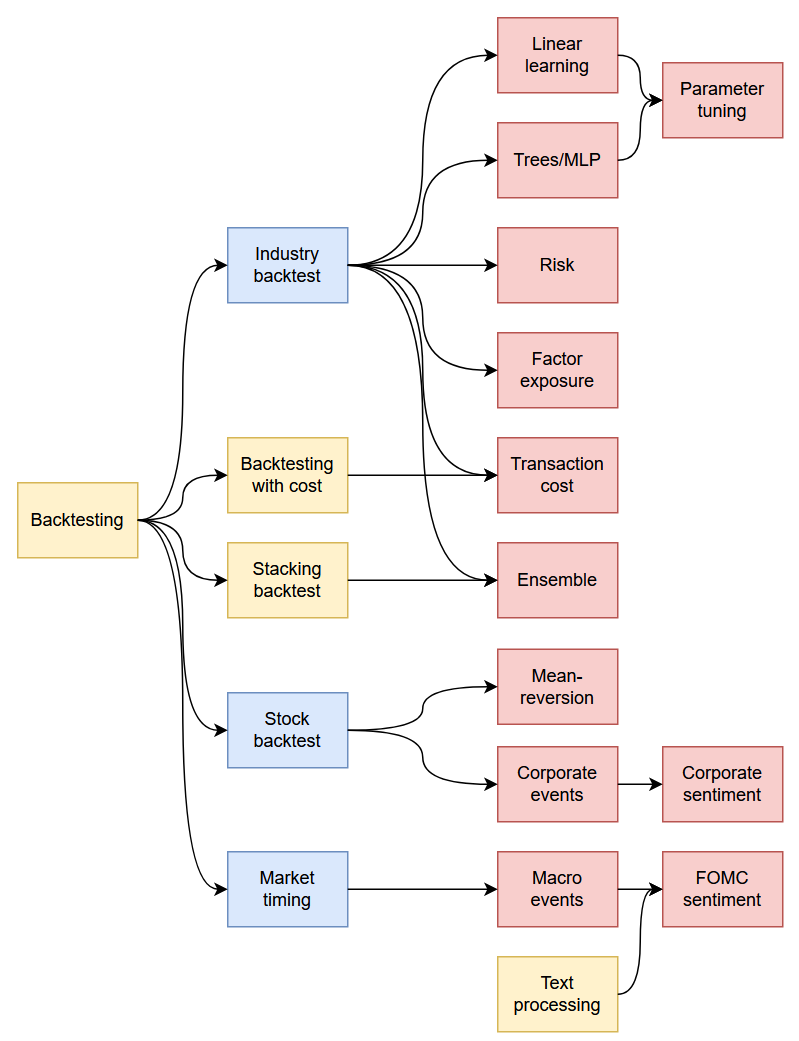 Linear
learning
Parameter
tuning
Trees/MLP
Industry
backtest
Risk
Factor
exposure
Backtesting
with cost
Transaction
cost
Backtesting
Stacking
backtest
Ensemble
Mean-
reversion
Stock
backtest
Corporate
events
Corporate
sentiment
Market
timing
Macro
events
FOMC
sentiment
Text
processing